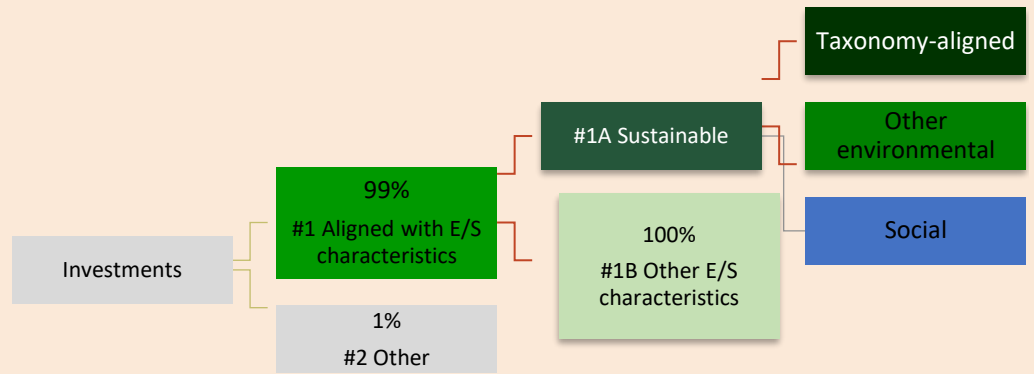 Investments
99%
#1 Aligned with E/S
characteristics
1%
#2 Other
#1A Sustainable
100%
#1B Other E/S
characteristics
Taxonomy-aligned
Other
environmental
Social